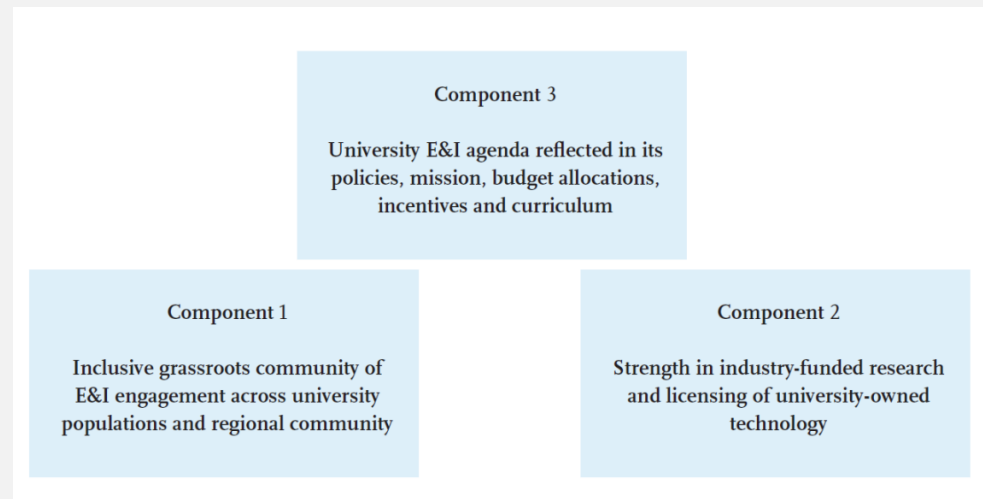 Component 3
University E&I agenda reflected in its
policies, mission, budget allocations,
incentives and curriculum
Component 1
Inclusive grassroots community of
E&I engagement across university
populations and regional community
Component 2
Strength in industry-funded research
and licensing of university-owned
technology